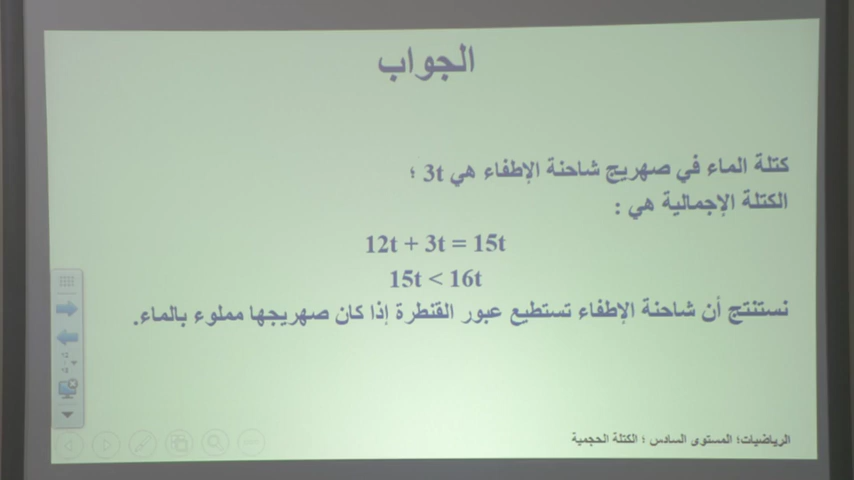 الجواب
كتلة الماء في صهريج شاحنة الإطفاء هي 3t ؛
الكتلة الإجمالية هي :
12t + 3t = 15t
15t < 16t
نستنتج أن شاحنة الإطفاء تستطيع عبور القنطرة إذا كان صهريجها مملوء بالماء.
الرياضيات؛ المستوى السادس ؛ الكتلة الحجمية